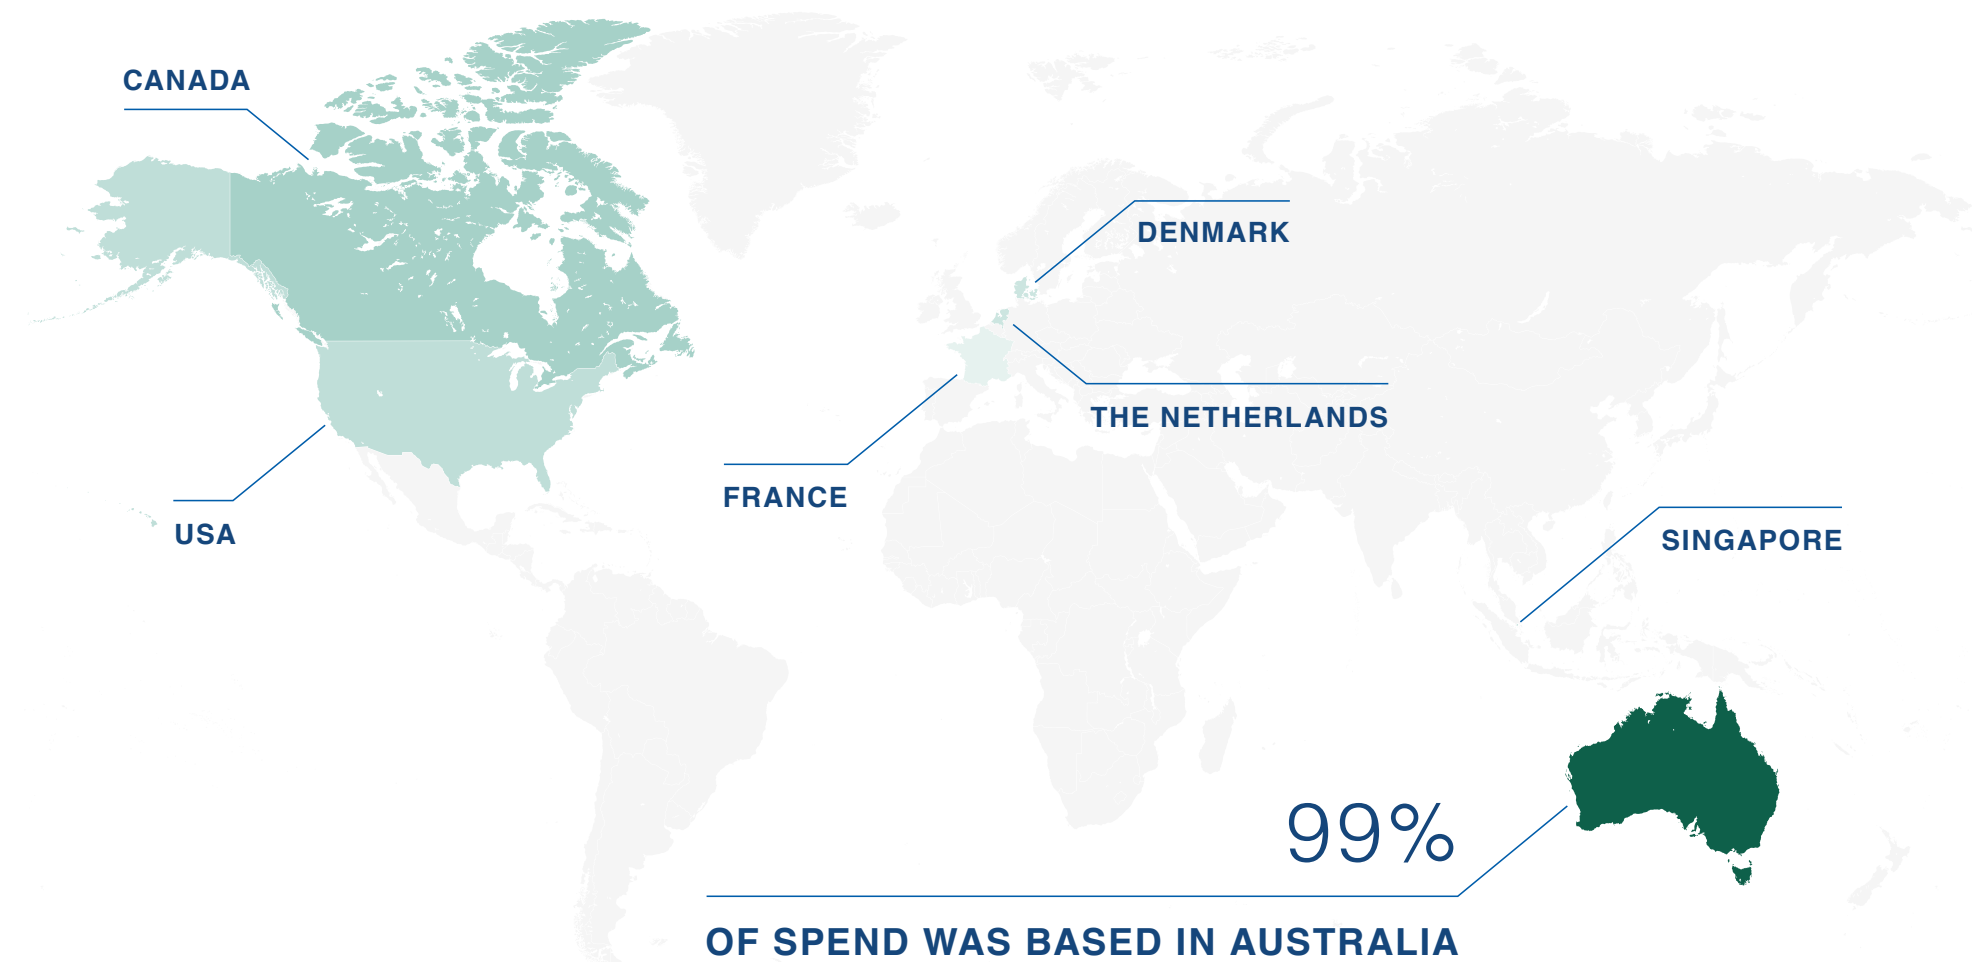 CANADA
DENMARK
THE NETHERLANDS
FRANCE
USA
SINGAPORE
99%
OF SPEND WAS BASED IN AUSTRALIA